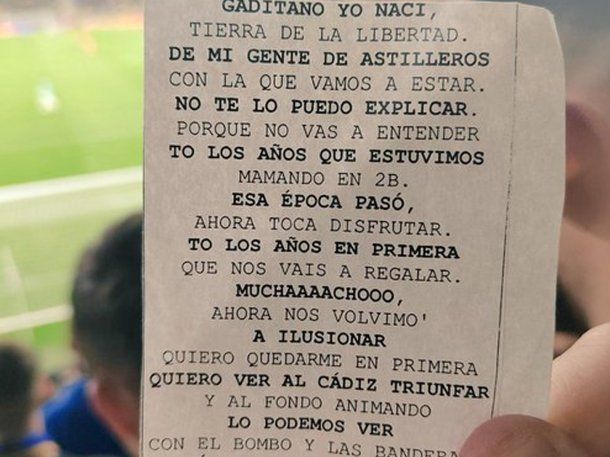 GADITANO YO NACI,
TIERRA DE LA LIBERTAD.
DE MI GENTE DE ASTILLEROS
CON LA QUE VAMOS A ESTAR.
NO TE LO PUEDO EXPLICAR.
PORQUE NO VAS A ENTENDER
TO LOS AÑOS QUE ESTUVIMOS
MAMANDO EN 2B.
ESA ÉPOCA PASÓ,
AHORA TOCA DISFRUTAR.
TO LOS AÑOS EN PRIMERA
QUE NOS VAIS A REGALAR.
MUCHAAAACHOOO,
AHORA NOS VOLVIMO'
A ILUSIONAR
QUIERO QUEDARME EN PRIMERA
QUIERO VER AL CÁDIZ TRIUNFAR
Y AL FONDO ANIMANDO
LO PODEMOS VER
CON EL BOMBO Y LAS BANDERA